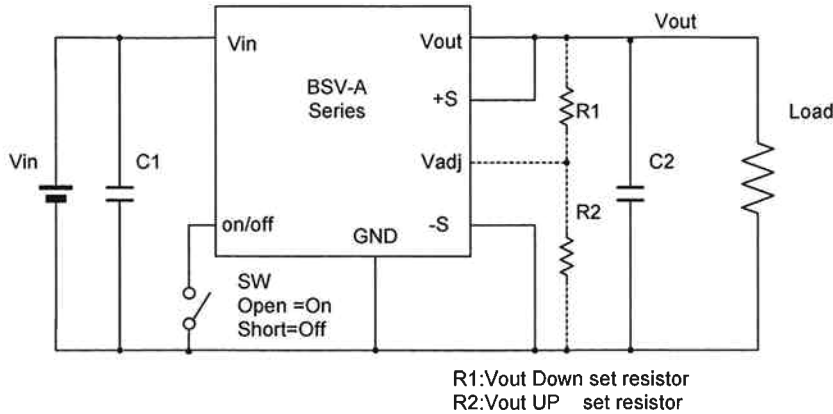 Vout
Vin
Vout
BSV-A
Series
+S
R1
Load
Vin
C1
Vadj
C2
R2
on/off
GND
-S
SW
Open =On
Short=Off
R1:Vout Down set resistor
R2:Vout UP set resistor